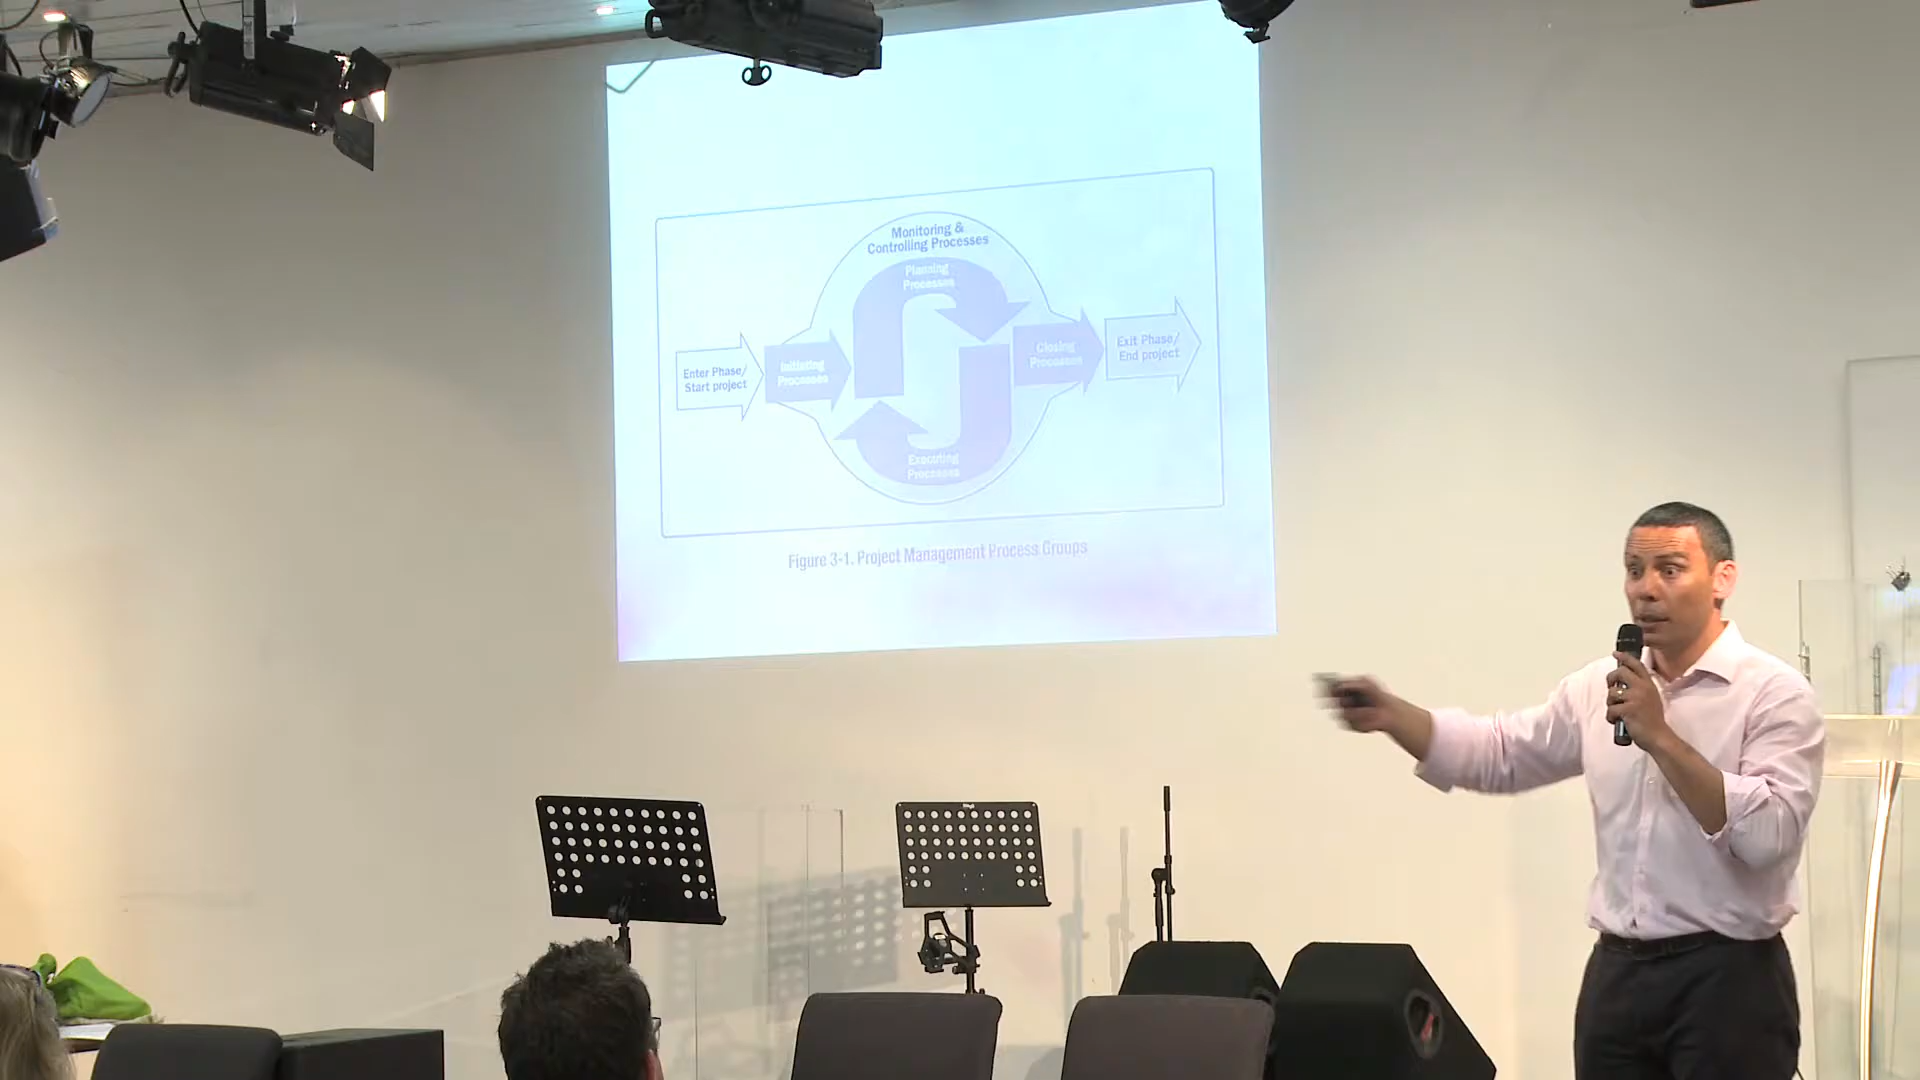 Monitoring &
Controlling Processes
Planning
Processes
Enter Phase/
Start project
Initiating
Processes
Closing
Processes
Exit Phase/
End project
Executing
Processes
Figure 3-1. Project Management Process Groups